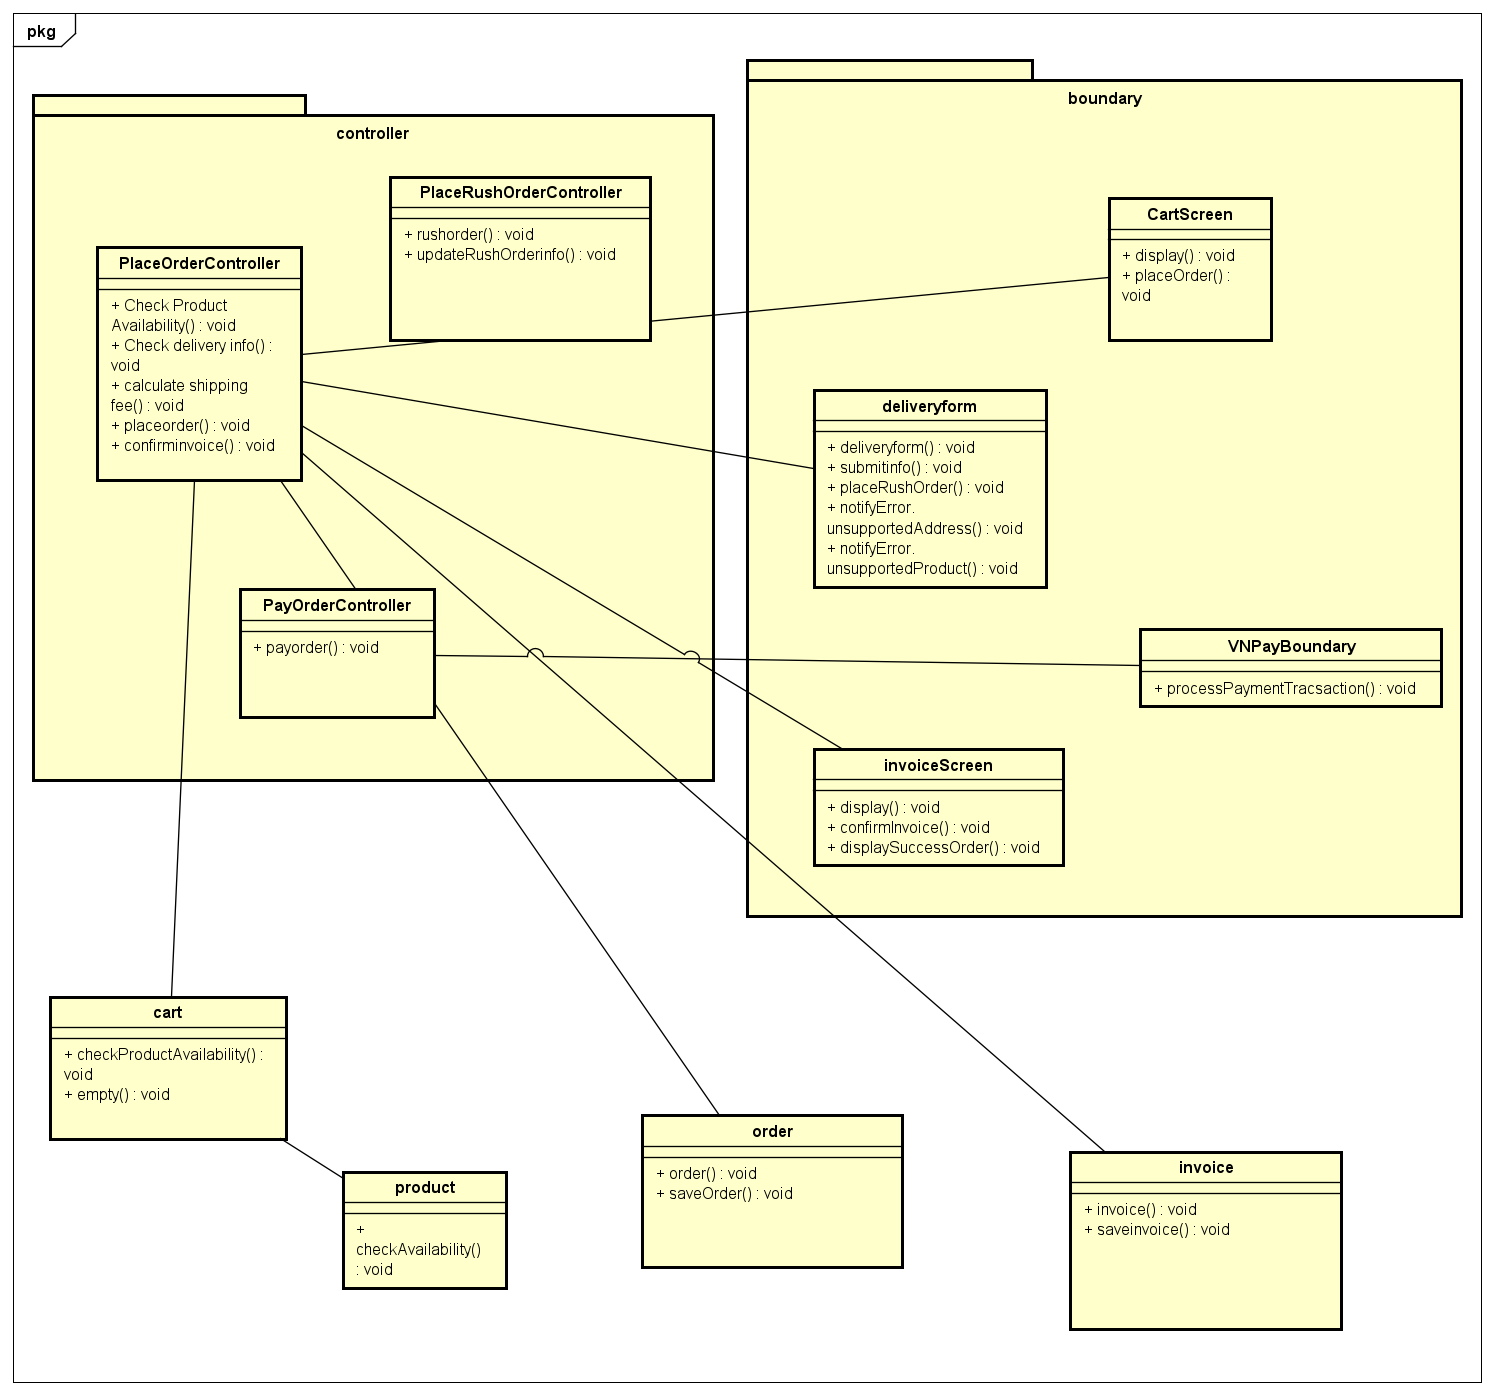 pkg
controller
PlaceRushOrderController
+ rushorder() : void
+ updateRushOrderinfo() : void
PlaceOrderController
+ Check Product
Availability() : void
+ Check delivery info() :
void
+ calculate shipping
fee() : void
+ placeorder() : void
+ confirminvoice() : void
PayOrderController
+ payorder() : void
boundary
CartScreen
+ display() : void
+ placeOrder() :
void
deliveryform
+ deliveryform() : void
+ submitinfo() : void
+ placeRushOrder() : void
+ notifyError.
unsupportedAddress() : void
+ notifyError.
unsupportedProduct() : void
VNPayBoundary
+ processPaymentTracsaction() : void
invoiceScreen
+ display() : void
+ confirmInvoice() : void
+ displaySuccessOrder() : void
cart
+ checkProductAvailability() :
void
+ empty() : void
product
+
checkAvailability()
: void
order
+ order() : void
+ saveOrder() : void
invoice
+ invoice() : void
+ saveinvoice() : void